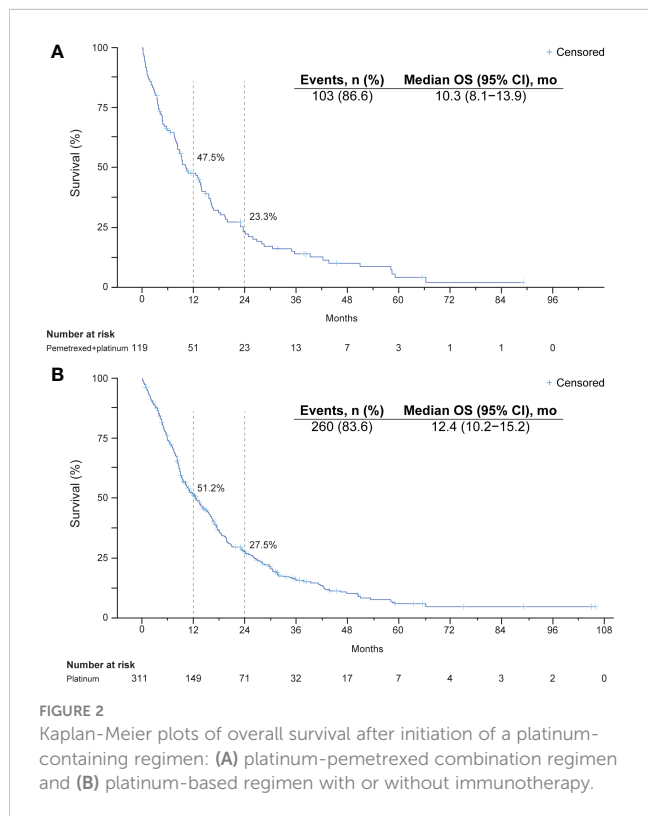 A
+ Censored
Events, n (%) Median OS (95% CI), mo
103 (86.6) 10.3 (8.1−13.9)
100
75
50
25
0
Survival (%)
47.5%
23.3%
0 12 24 36 48 60 72 84 96
Months
Number at risk
Pemetrexed+platinum 119 51 23 13 7 3 1 1 0
B
+ Censored
Events, n (%) Median OS (95% CI), mo
260 (83.6) 12.4 (10.2−15.2)
100
75
50
25
0
Survival (%)
51.2%
27.5%
0 12 24 36 48 60 72 84 96 108
Months
Number at risk
Platinum 311 149 71 32 17 7 4 3 2 0
FIGURE 2
Kaplan-Meier plots of overall survival after initiation of a platinum-
containing regimen: (A) platinum-pemetrexed combination regimen
and (B) platinum-based regimen with or without immunotherapy.